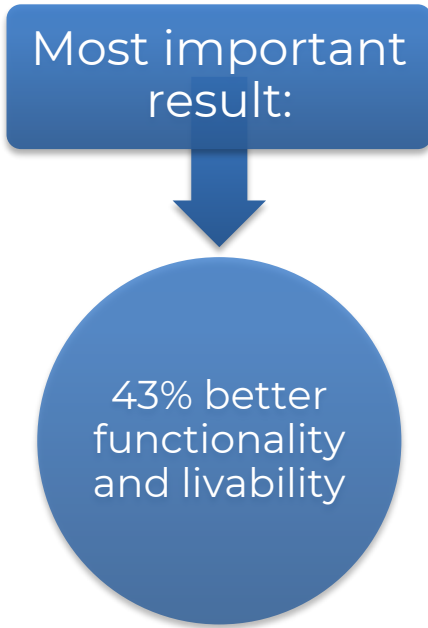 Most important
result:
43% better
functionality
and livability